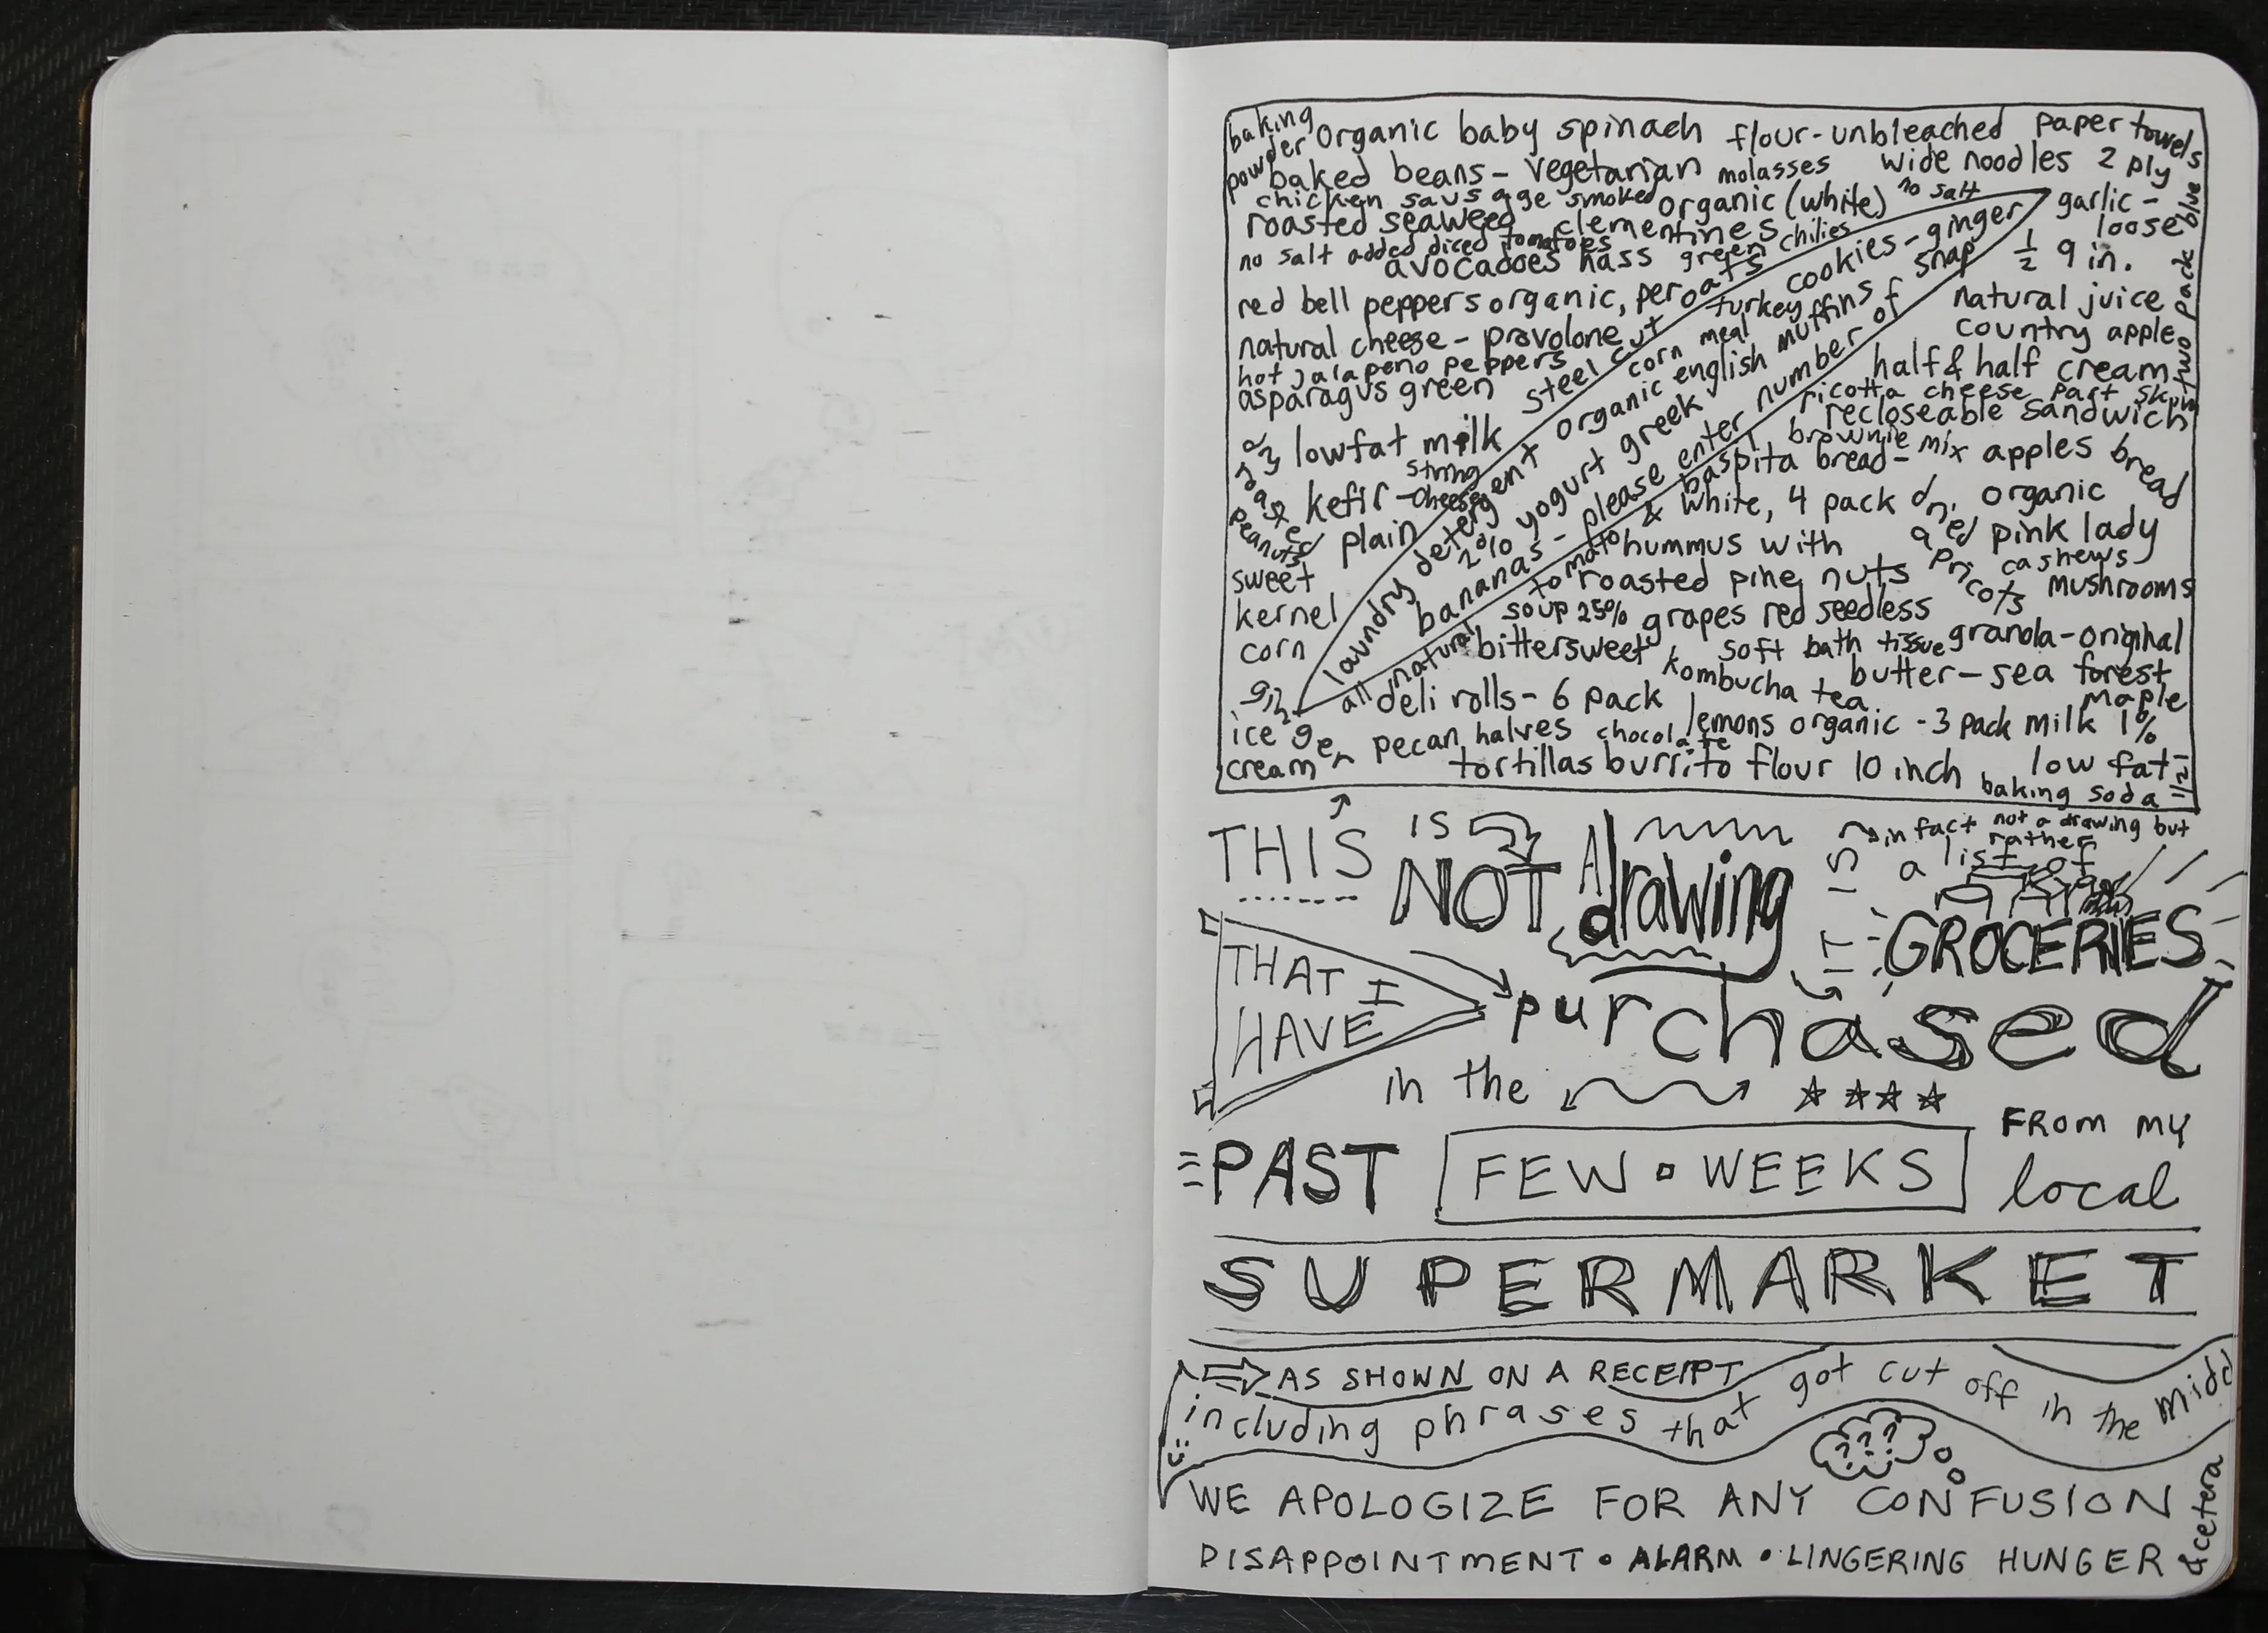 baking
powder
organic baby spinach flour-unbleached paper towels
baked beans- vegetarian molasses wide noodles 2 ply
chicken sausage smoked organic (white) no salt garlic-
roasted seaweed clementines loose
no salt added diced tomatoes green chilies
avocadoes hass
cookies-ginger
snap
1/2 9 in.
red bell peppers organic, per
steel cut oats
turkey
natural juice
natural cheese - provolone
corn meal
country apple
two pack blue
hot jalapeno peppers
asparagus green
organic english muffins
half & half cream
ricotta cheese part skim
recloseable sandwich
lowfat milk
string
cheese
kefir-
plain
roasted
peanuts
laundry detergent
2% yogurt greek
bananas - please enter number of
brownie mix apples bread
pita bread-
& white, 4 pack dried organic
apricots
pink lady
tomato hummus with
cashews
sweet
kernel
corn
roasted pine nuts
mushrooms
soup 25% grapes red seedless
all natural bittersweet soft bath tissue granola-original
kombucha tea butter-sea forest
deli rolls- 6 pack maple
ginger
ice
cream
pecan halves chocolate lemons organic -3 pack milk 1%
tortillas burrito flour 10 inch low fat
baking soda
THIS IS NOT A drawing
IT IS in fact not a drawing but
rather
a list of
GROCERIES
THAT I
HAVE
purchased
in the
PAST FEW WEEKS FROM MY
local
SUPERMARKET
AS SHOWN ON A RECEIPT
including phrases that got cut off in the midd
???
WE APOLOGIZE FOR ANY CONFUSION
DISAPPOINTMENT • ALARM • LINGERING HUNGER
&cetera